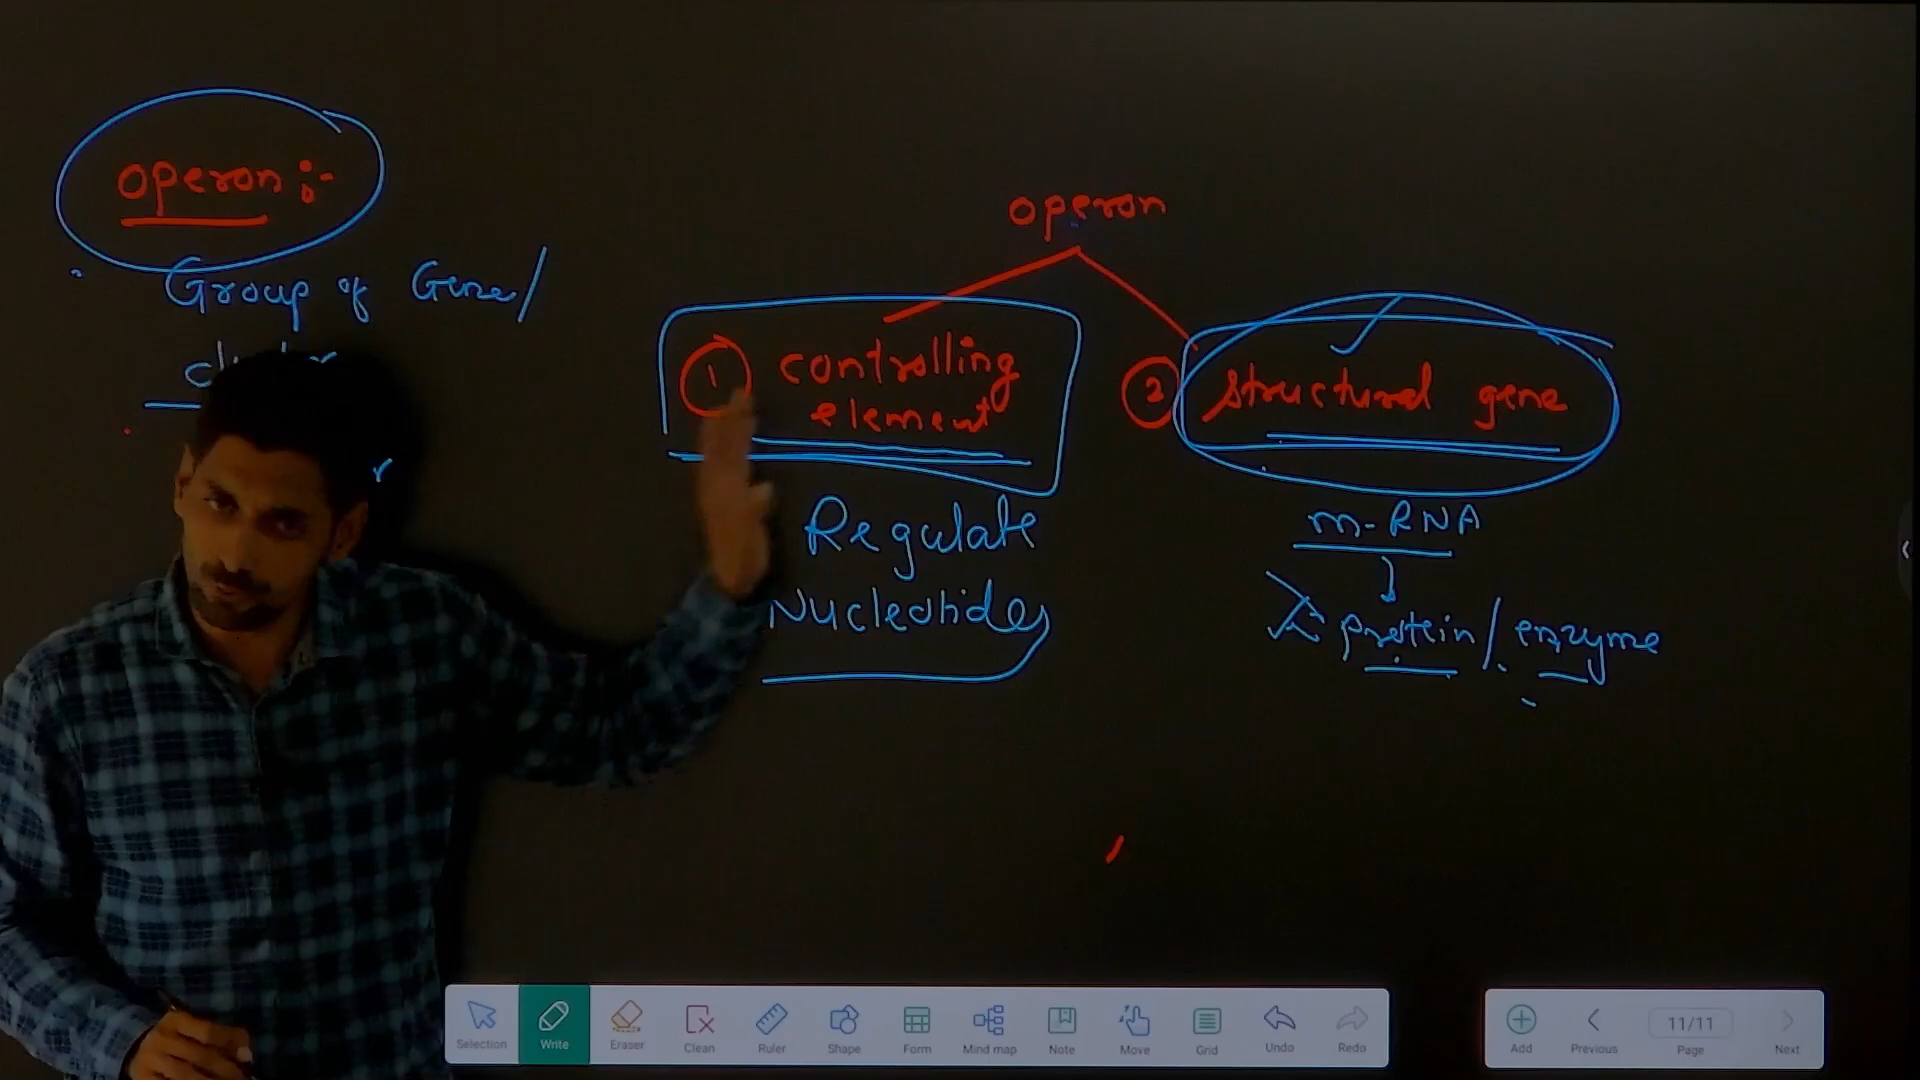 operon :-
Group of Gene/
operon
1 controlling
element
2 structural gene
Regulate
Nucleotides
m-RNA
protein/enzyme
Selection
Write
Eraser
Clean
Ruler
Shape
Form
Mind map
Note
Move
Grid
Undo
Redo
Add
Previous
11/11
Page
Next